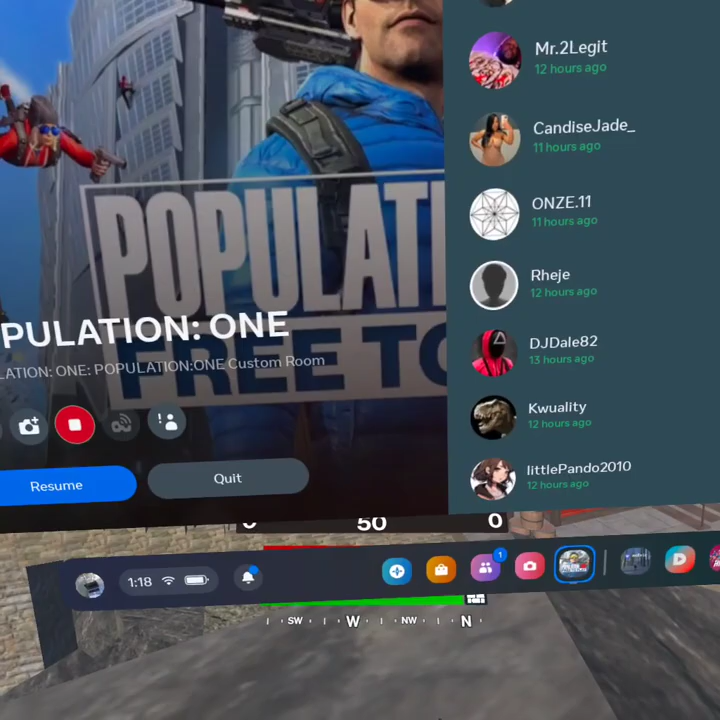 Mr.2Legit
12 hours ago
CandiseJade_
11 hours ago
ONZE.11
11 hours ago
Rheje
12 hours ago
DJDale82
13 hours ago
Kwuality
12 hours ago
littlePando2010
12 hours ago
POPULATI
FREE TO
PULATION: ONE
LATION: ONE: POPULATION:ONE Custom Room
Resume
Quit
50
0
1:18
1
SW
W
NW
N